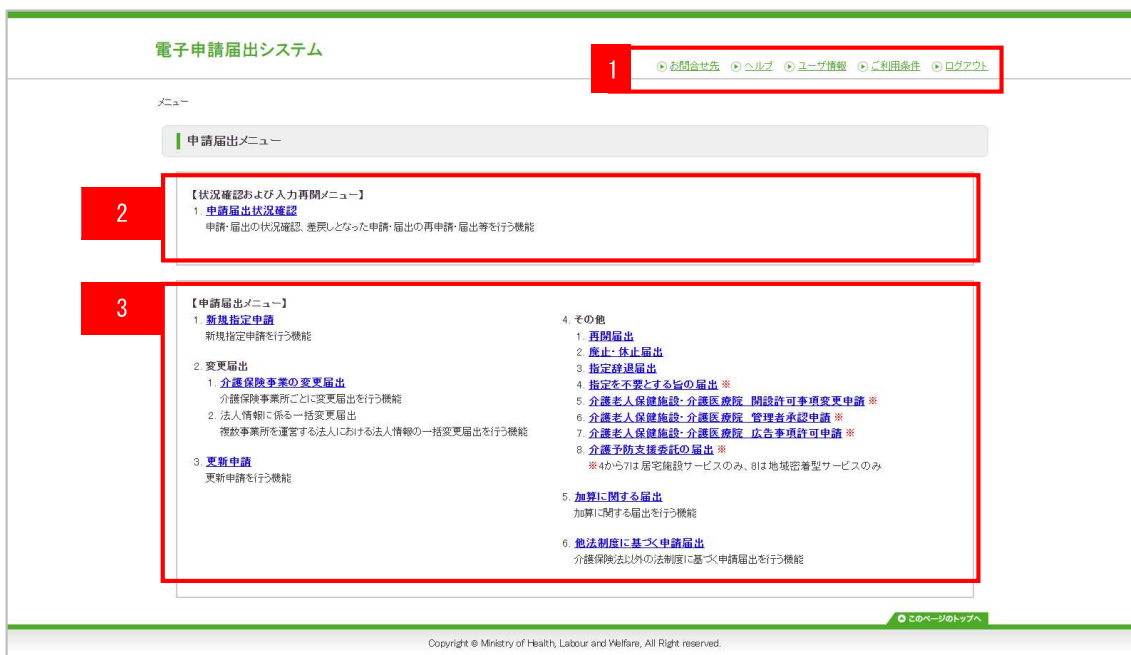 電子申請届出システム
1
お問合せ先 ヘルプ ユーザ情報 ご利用条件 ログアウト
メニュー
申請届出メニュー
2
【状況確認および入力再開メニュー】
1. 申請届出状況確認
申請・届出の状況確認、差戻しとなった申請・届出の再申請・届出等を行う機能
3
【申請届出メニュー】
1. 新規指定申請
新規指定申請を行う機能
2. 変更届出
1. 介護保険事業の変更届出
介護保険事業所ごとに変更届出を行う機能
2. 法人情報に係る一括変更届出
複数事業所を運営する法人における法人情報の一括変更届出を行う機能
3. 更新申請
更新申請を行う機能
4. その他
1. 再開届出
2. 廃止・休止届出
3. 指定辞退届出
4. 指定を不要とする旨の届出 ※
5. 介護老人保健施設・介護医療院 開設許可事項変更申請 ※
6. 介護老人保健施設・介護医療院 管理者承認申請 ※
7. 介護老人保健施設・介護医療院 広告事項許可申請 ※
8. 介護予防支援委託の届出 ※
※4から7は居宅施設サービスのみ、8は地域密着型サービスのみ
5. 加算に関する届出
加算に関する届出を行う機能
6. 他法制度に基づく申請届出
介護保険法以外の法制度に基づく申請届出を行う機能
このページのトップへ
Copyright © Ministry of Health, Labour and Welfare, All Right reserved.